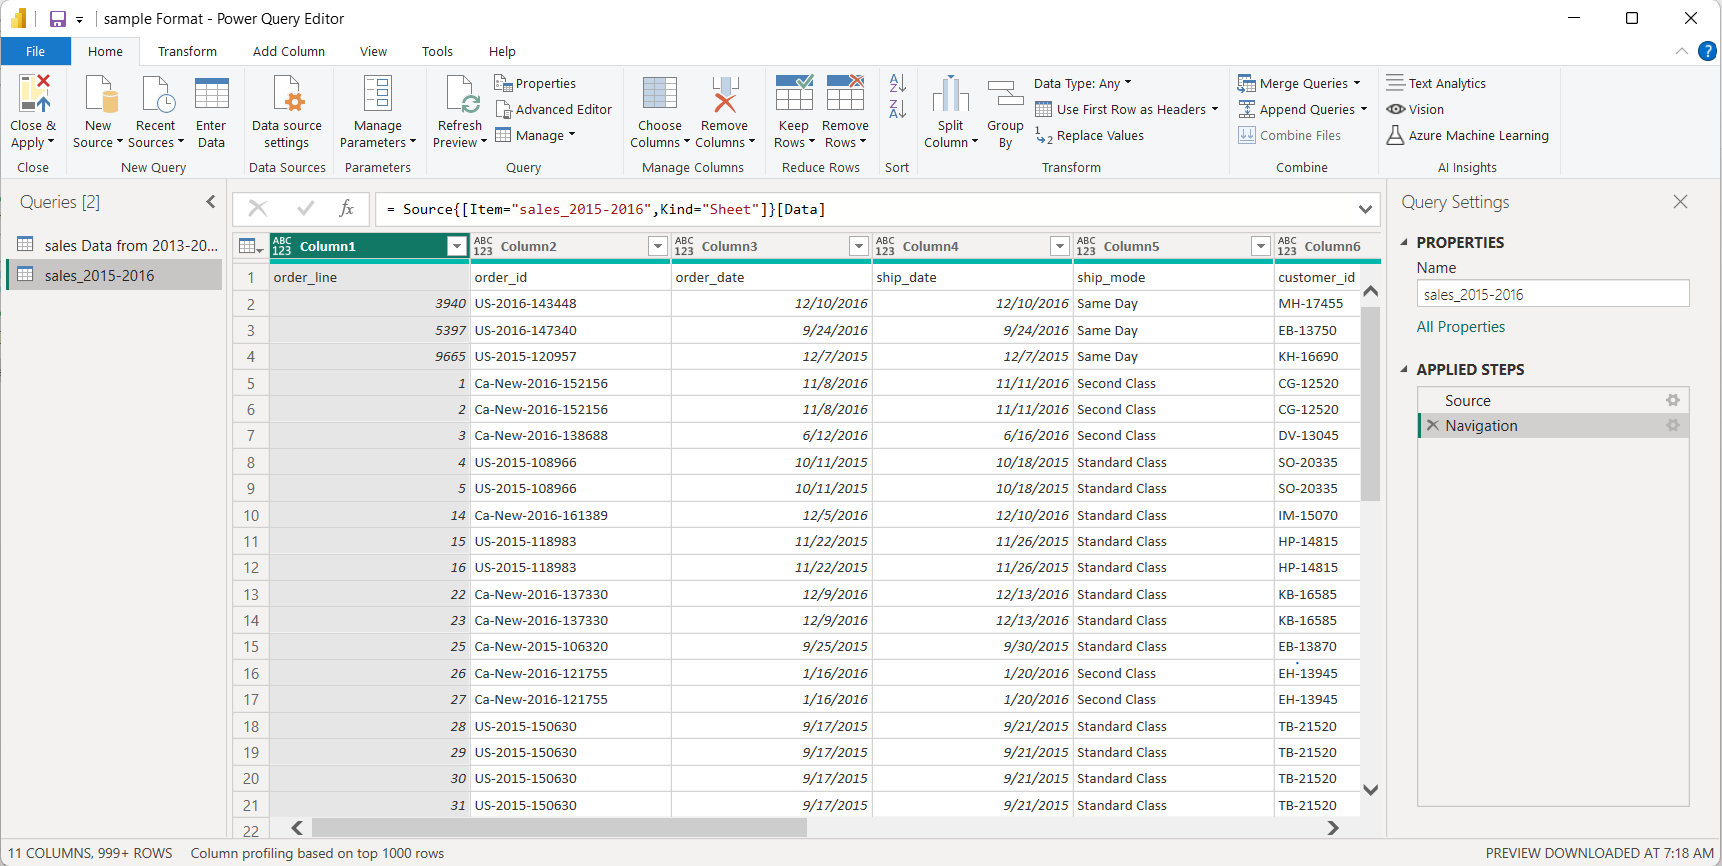 sample Format - Power Query Editor
File Home Transform Add Column View Tools Help
Close & Apply
New Source
Recent Sources
Enter Data
Data source settings
Manage Parameters
Refresh Preview
Properties
Advanced Editor
Manage
Choose Columns
Remove Columns
Keep Rows
Remove Rows
Split Column
Group By
Data Type: Any
Use First Row as Headers
Replace Values
Merge Queries
Append Queries
Combine Files
Text Analytics
Vision
Azure Machine Learning
Close New Query Data Sources Parameters Query Manage Columns Reduce Rows Sort Transform Combine AI Insights
Queries [2]
sales Data from 2013-20...
sales_2015-2016
fx = Source{[Item="sales_2015-2016",Kind="Sheet"]}[Data]
ABC 123 Column1 ABC 123 Column2 ABC 123 Column3 ABC 123 Column4 ABC 123 Column5 ABC 123 Column6
1 order_line order_id order_date ship_date ship_mode customer_id
2 3940 US-2016-143448 12/10/2016 12/10/2016 Same Day MH-17455
3 5397 US-2016-147340 9/24/2016 9/24/2016 Same Day EB-13750
4 9665 US-2015-120957 12/7/2015 12/7/2015 Same Day KH-16690
5 1 Ca-New-2016-152156 11/8/2016 11/11/2016 Second Class CG-12520
6 2 Ca-New-2016-152156 11/8/2016 11/11/2016 Second Class CG-12520
7 3 Ca-New-2016-138688 6/12/2016 6/16/2016 Second Class DV-13045
8 4 US-2015-108966 10/11/2015 10/18/2015 Standard Class SO-20335
9 5 US-2015-108966 10/11/2015 10/18/2015 Standard Class SO-20335
10 14 Ca-New-2016-161389 12/5/2016 12/10/2016 Standard Class IM-15070
11 15 US-2015-118983 11/22/2015 11/26/2015 Standard Class HP-14815
12 16 US-2015-118983 11/22/2015 11/26/2015 Standard Class HP-14815
13 22 Ca-New-2016-137330 12/9/2016 12/13/2016 Standard Class KB-16585
14 23 Ca-New-2016-137330 12/9/2016 12/13/2016 Standard Class KB-16585
15 25 Ca-New-2015-106320 9/25/2015 9/30/2015 Standard Class EB-13870
16 26 Ca-New-2016-121755 1/16/2016 1/20/2016 Second Class EH-13945
17 27 Ca-New-2016-121755 1/16/2016 1/20/2016 Second Class EH-13945
18 28 US-2015-150630 9/17/2015 9/21/2015 Standard Class TB-21520
19 29 US-2015-150630 9/17/2015 9/21/2015 Standard Class TB-21520
20 30 US-2015-150630 9/17/2015 9/21/2015 Standard Class TB-21520
21 31 US-2015-150630 9/17/2015 9/21/2015 Standard Class TB-21520
22
Query Settings
PROPERTIES
Name
sales_2015-2016
All Properties
APPLIED STEPS
Source
Navigation
11 COLUMNS, 999+ ROWS Column profiling based on top 1000 rows PREVIEW DOWNLOADED AT 7:18 AM